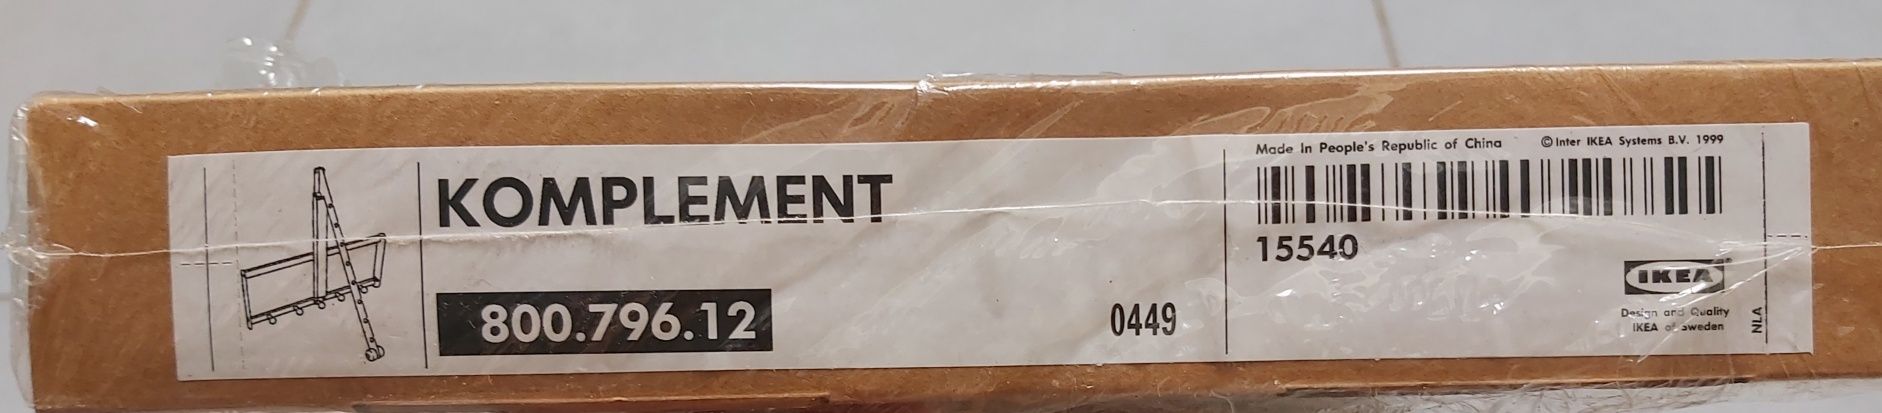 KOMPLEMENT
800.796.12
0449
Made In People's Republic of China
© Inter IKEA Systems B.V. 1999
15540
IKEA®
Design and Quality
IKEA of Sweden
NLA